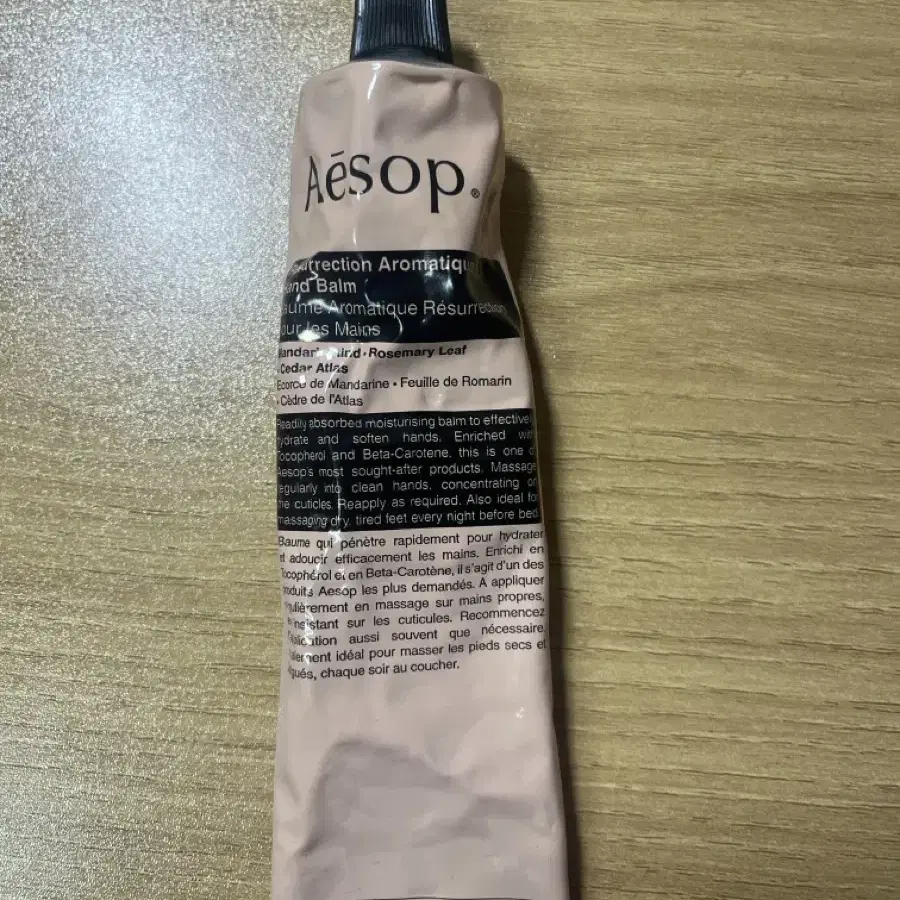 Aēsop.®
Aromatique
Hand Balm
Baume Aromatique Résurrection
Pour les Mains
Mandarin Rind • Rosemary Leaf
• Cedar Atlas
Ecorce de Mandarine • Feuille de Romarin
• Cèdre de l'Atlas
Readily absorbed moisturising balm to effectively
hydrate and soften hands. Enriched with
Tocopherol and Beta-Carotene, this is one of
Aesop's most sought-after products. Massage
regularly into clean hands, concentrating on
the cuticles. Reapply as required. Also ideal for
massaging dry, tired feet every night before bed.
Baume qui pénètre rapidement pour hydrater
et adoucir efficacement les mains. Enrichi en
Tocophérol et en Beta-Carotène, il s'agit d'un des
produits Aesop les plus demandés. A appliquer
régulièrement en massage sur mains propres,
en insistant sur les cuticules. Recommencez
l'application aussi souvent que nécessaire.
idéal pour masser les pieds secs et
chaque soir au coucher.